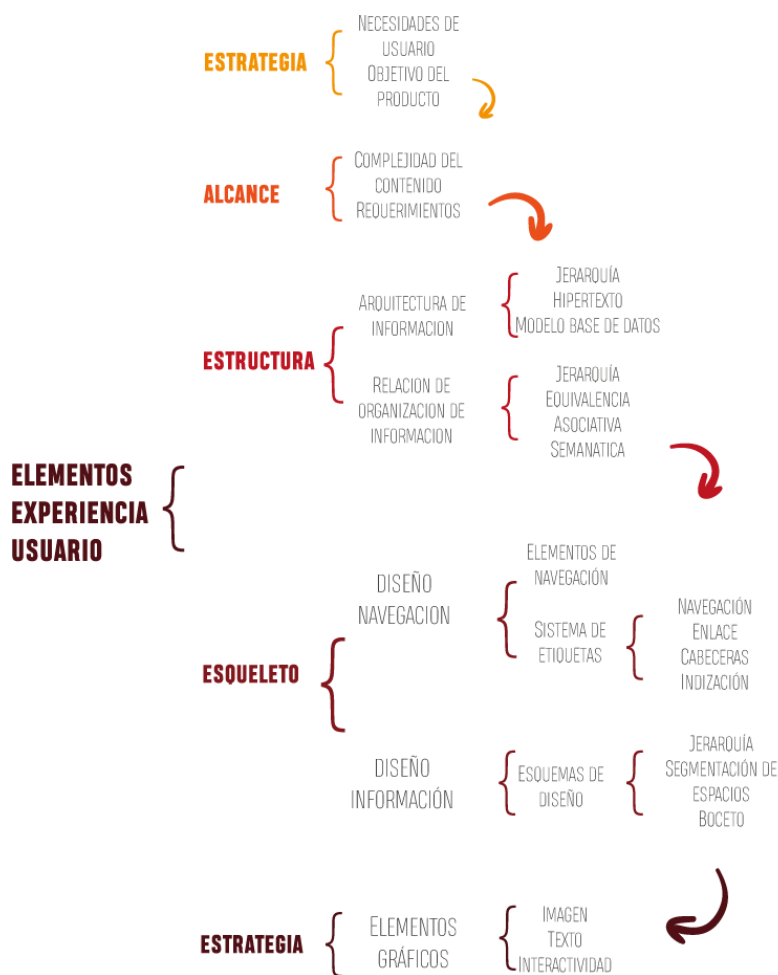 ESTRATEGIA
NECESIDADES DE
USUARIO
OBJETIVO DEL
PRODUCTO
ALCANCE
COMPLEJIDAD DEL
CONTENIDO
REQUERIMIENTOS
ESTRUCTURA
ARQUITECTURA DE
INFORMACION
JERARQUÍA
HIPERTEXTO
MODELO BASE DE DATOS
RELACION DE
ORGANIZACION DE
INFORMACION
JERARQUÍA
EQUIVALENCIA
ASOCIATIVA
SEMANATICA
ELEMENTOS
EXPERIENCIA
USUARIO
ESQUELETO
DISEÑO
NAVEGACION
ELEMENTOS DE
NAVEGACIÓN
SISTEMA DE
ETIQUETAS
NAVEGACIÓN
ENLACE
CABECERAS
INDIZACIÓN
DISEÑO
INFORMACIÓN
ESQUEMAS DE
DISEÑO
JERARQUÍA
SEGMENTACIÓN DE
ESPACIOS
BOCETO
ESTRATEGIA
ELEMENTOS
GRÁFICOS
IMAGEN
TEXTO
INTERACTIVIDAD